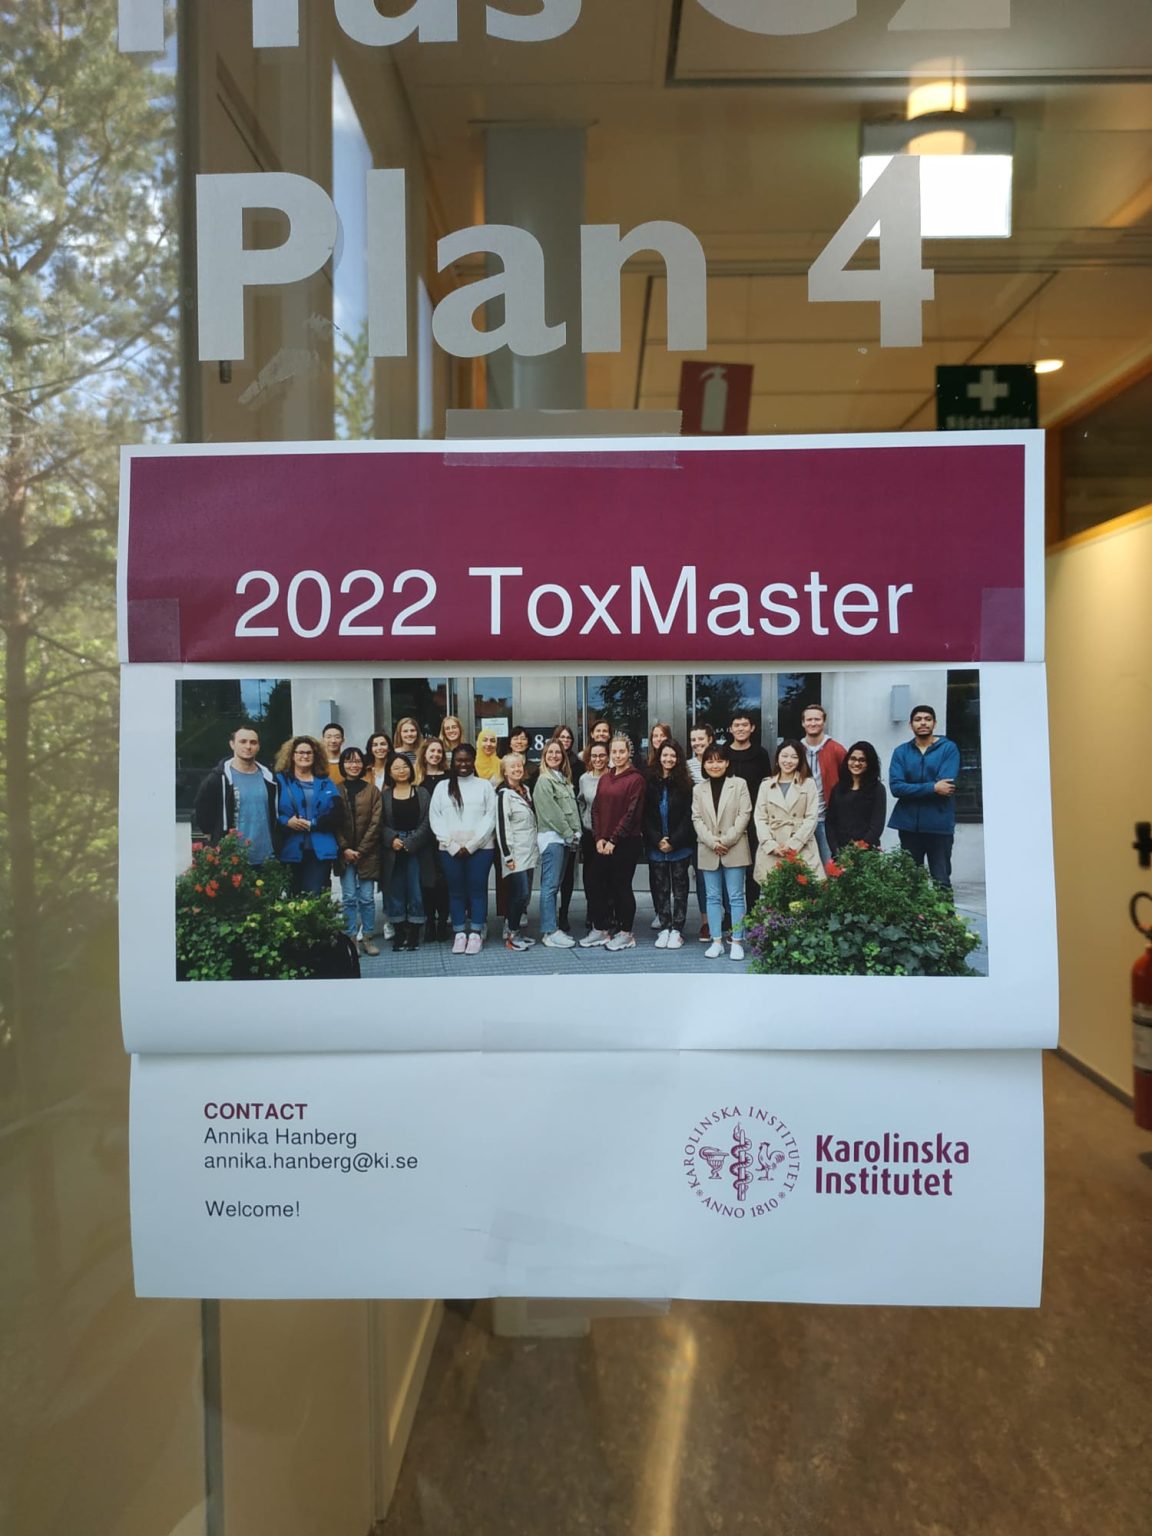 Plan 4
2022 ToxMaster
CONTACT
Annika Hanberg
annika.hanberg@ki.se
Welcome!
KAROLINSKA INSTITUTET
ANNO 1810
Karolinska
Institutet